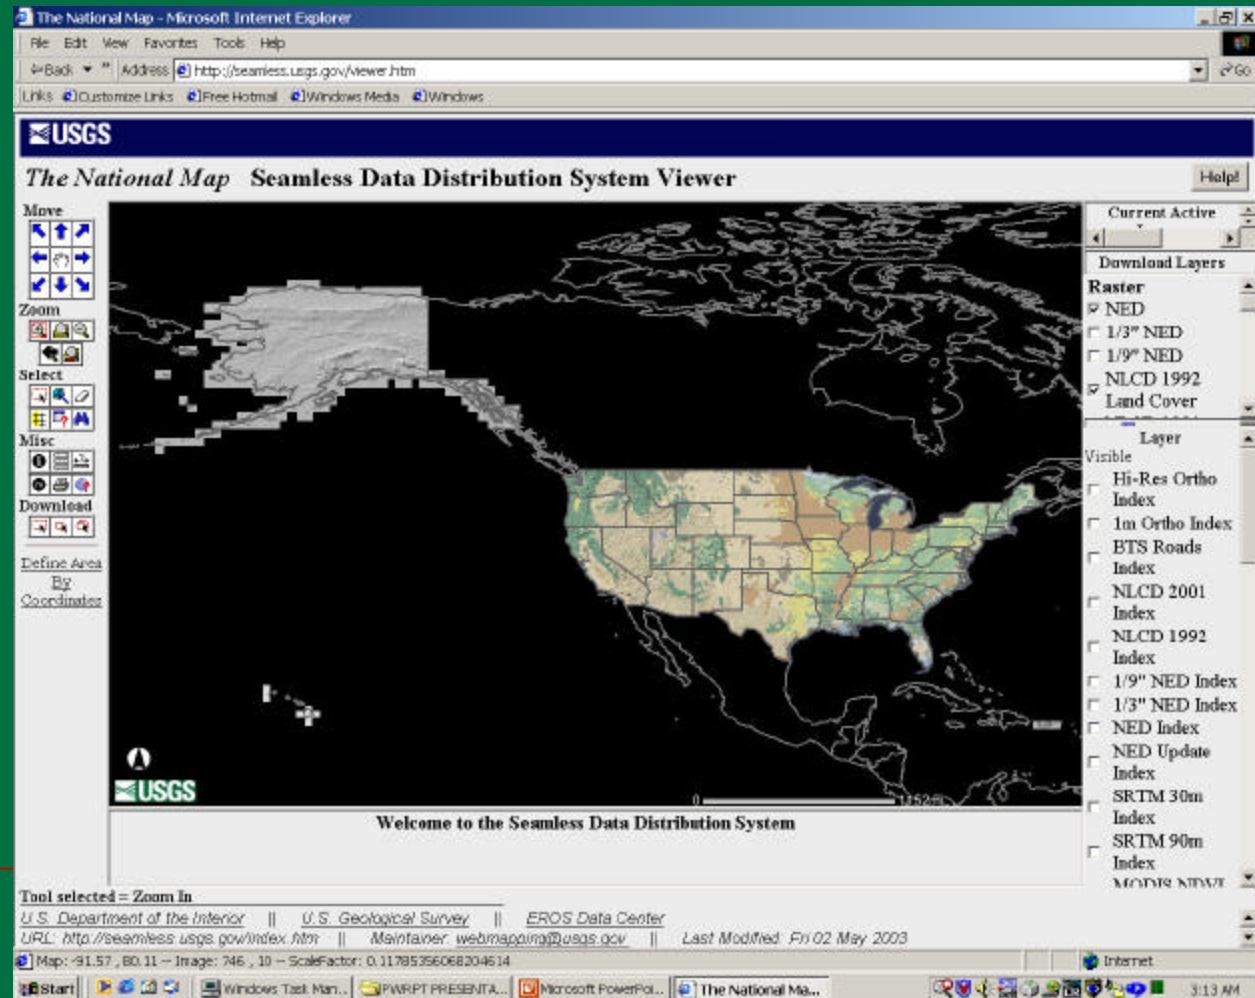 The National Map - Microsoft Internet Explorer
File Edit View Favorites Tools Help
Back Address http://seamless.usgs.gov/viewer.htm Go
Links Customize Links Free Hotmail Windows Media Windows
USGS
The National Map Seamless Data Distribution System Viewer
Help!
Move
Zoom
Select
Misc
Download
Define Area
By
Coordinates
Current Active
Download Layers
Raster
NED
1/3" NED
1/9" NED
NLCD 1992
Land Cover
Layer
Visible
Hi-Res Ortho
Index
1m Ortho Index
BTS Roads
Index
NLCD 2001
Index
NLCD 1992
Index
1/9" NED Index
1/3" NED Index
NED Index
NED Update
Index
SRTM 30m
Index
SRTM 90m
Index
MODIS NDVI
USGS
0 1152mi
Welcome to the Seamless Data Distribution System
Tool selected = Zoom In
U.S. Department of the Interior || U.S. Geological Survey || EROS Data Center
URL: http://seamless.usgs.gov/index.htm || Maintainer: webmapping@usgs.gov || Last Modified: Fri 02 May 2003
Map: -91.57 , 80.11 -- Image: 746 , 10 -- ScaleFactor: 0.11785356068204614
Internet
Start Windows Task Man... PWRPT PRESENTA... Microsoft PowerPoi... The National Ma... 3:13 AM